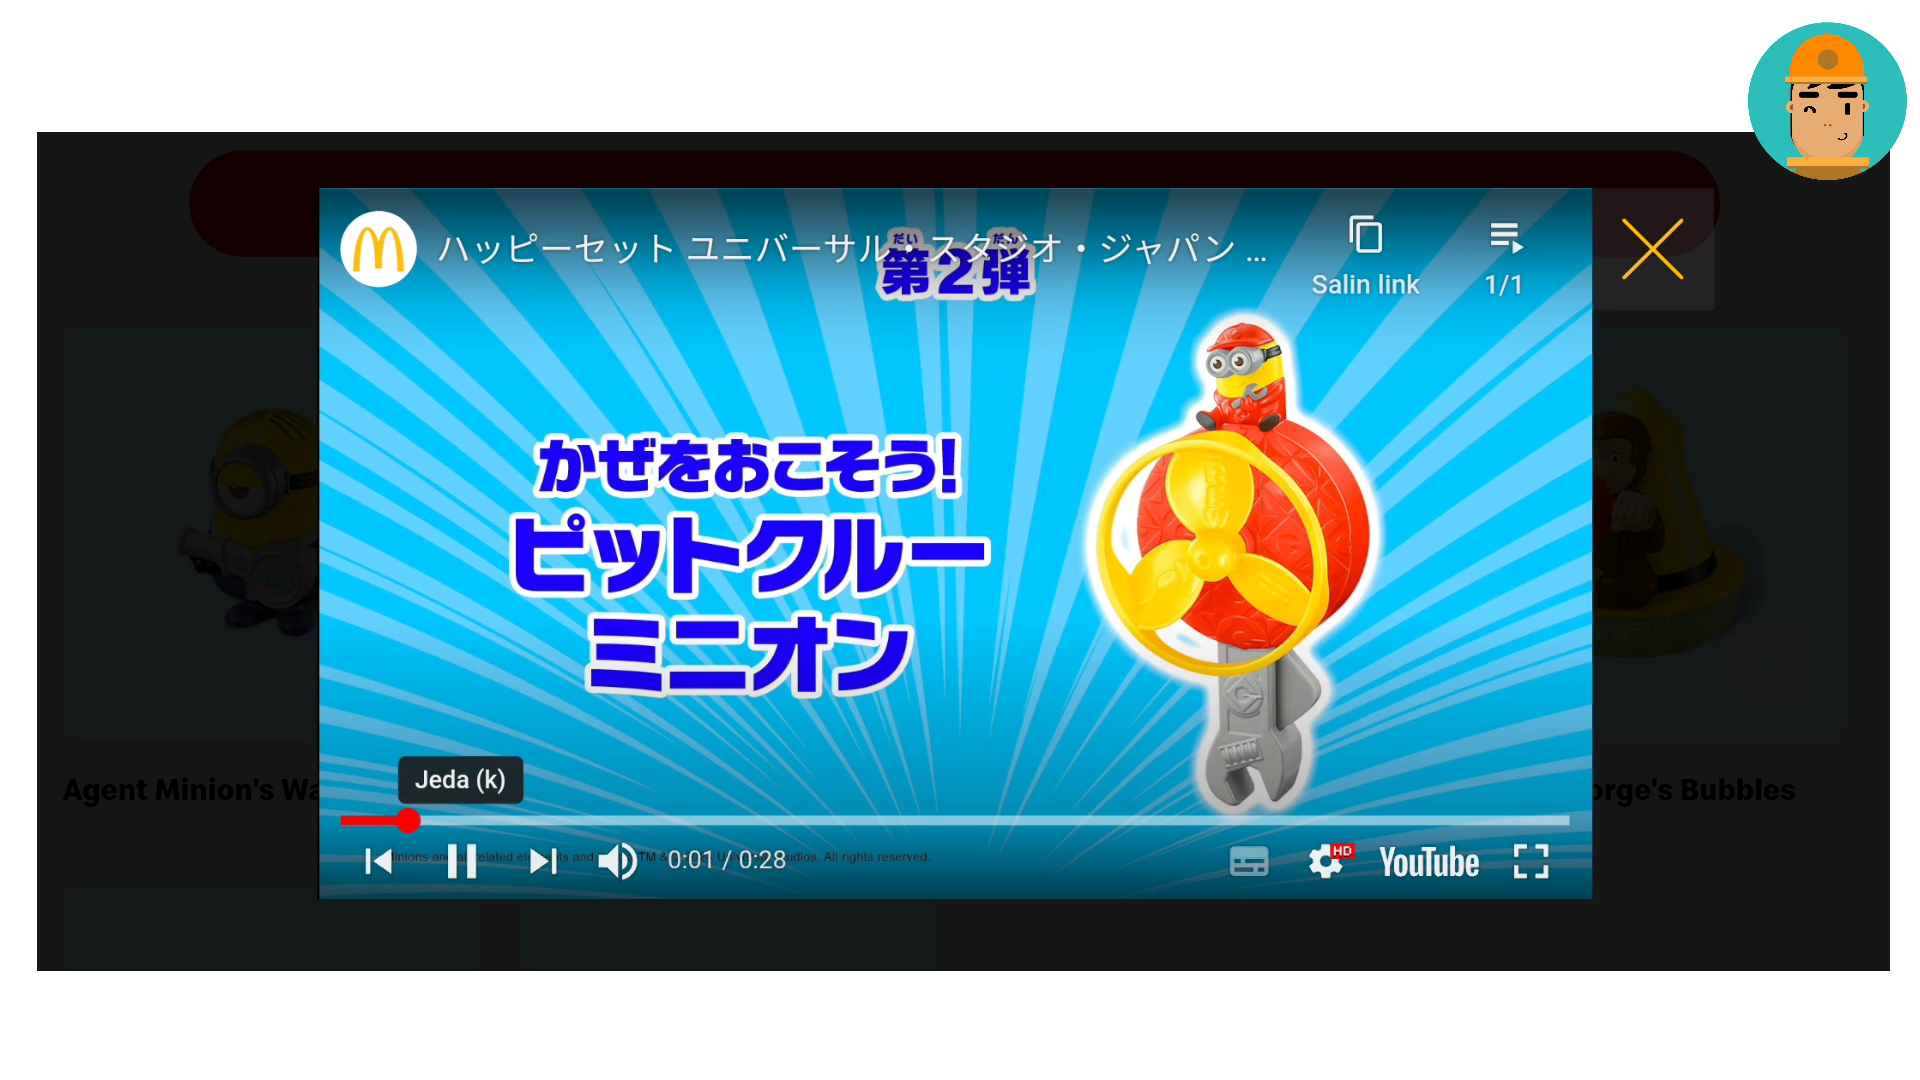 ハッピーセット ユニバーサル・スタジオ・ジャパン ...
Salin link
1/1
だい だん
第2弾
かぜをおこそう!
ピットクルー
ミニオン
Agent Minion's Wa
orge's Bubbles
Jeda (k)
0:01 / 0:28
All rights reserved.
HD
YouTube